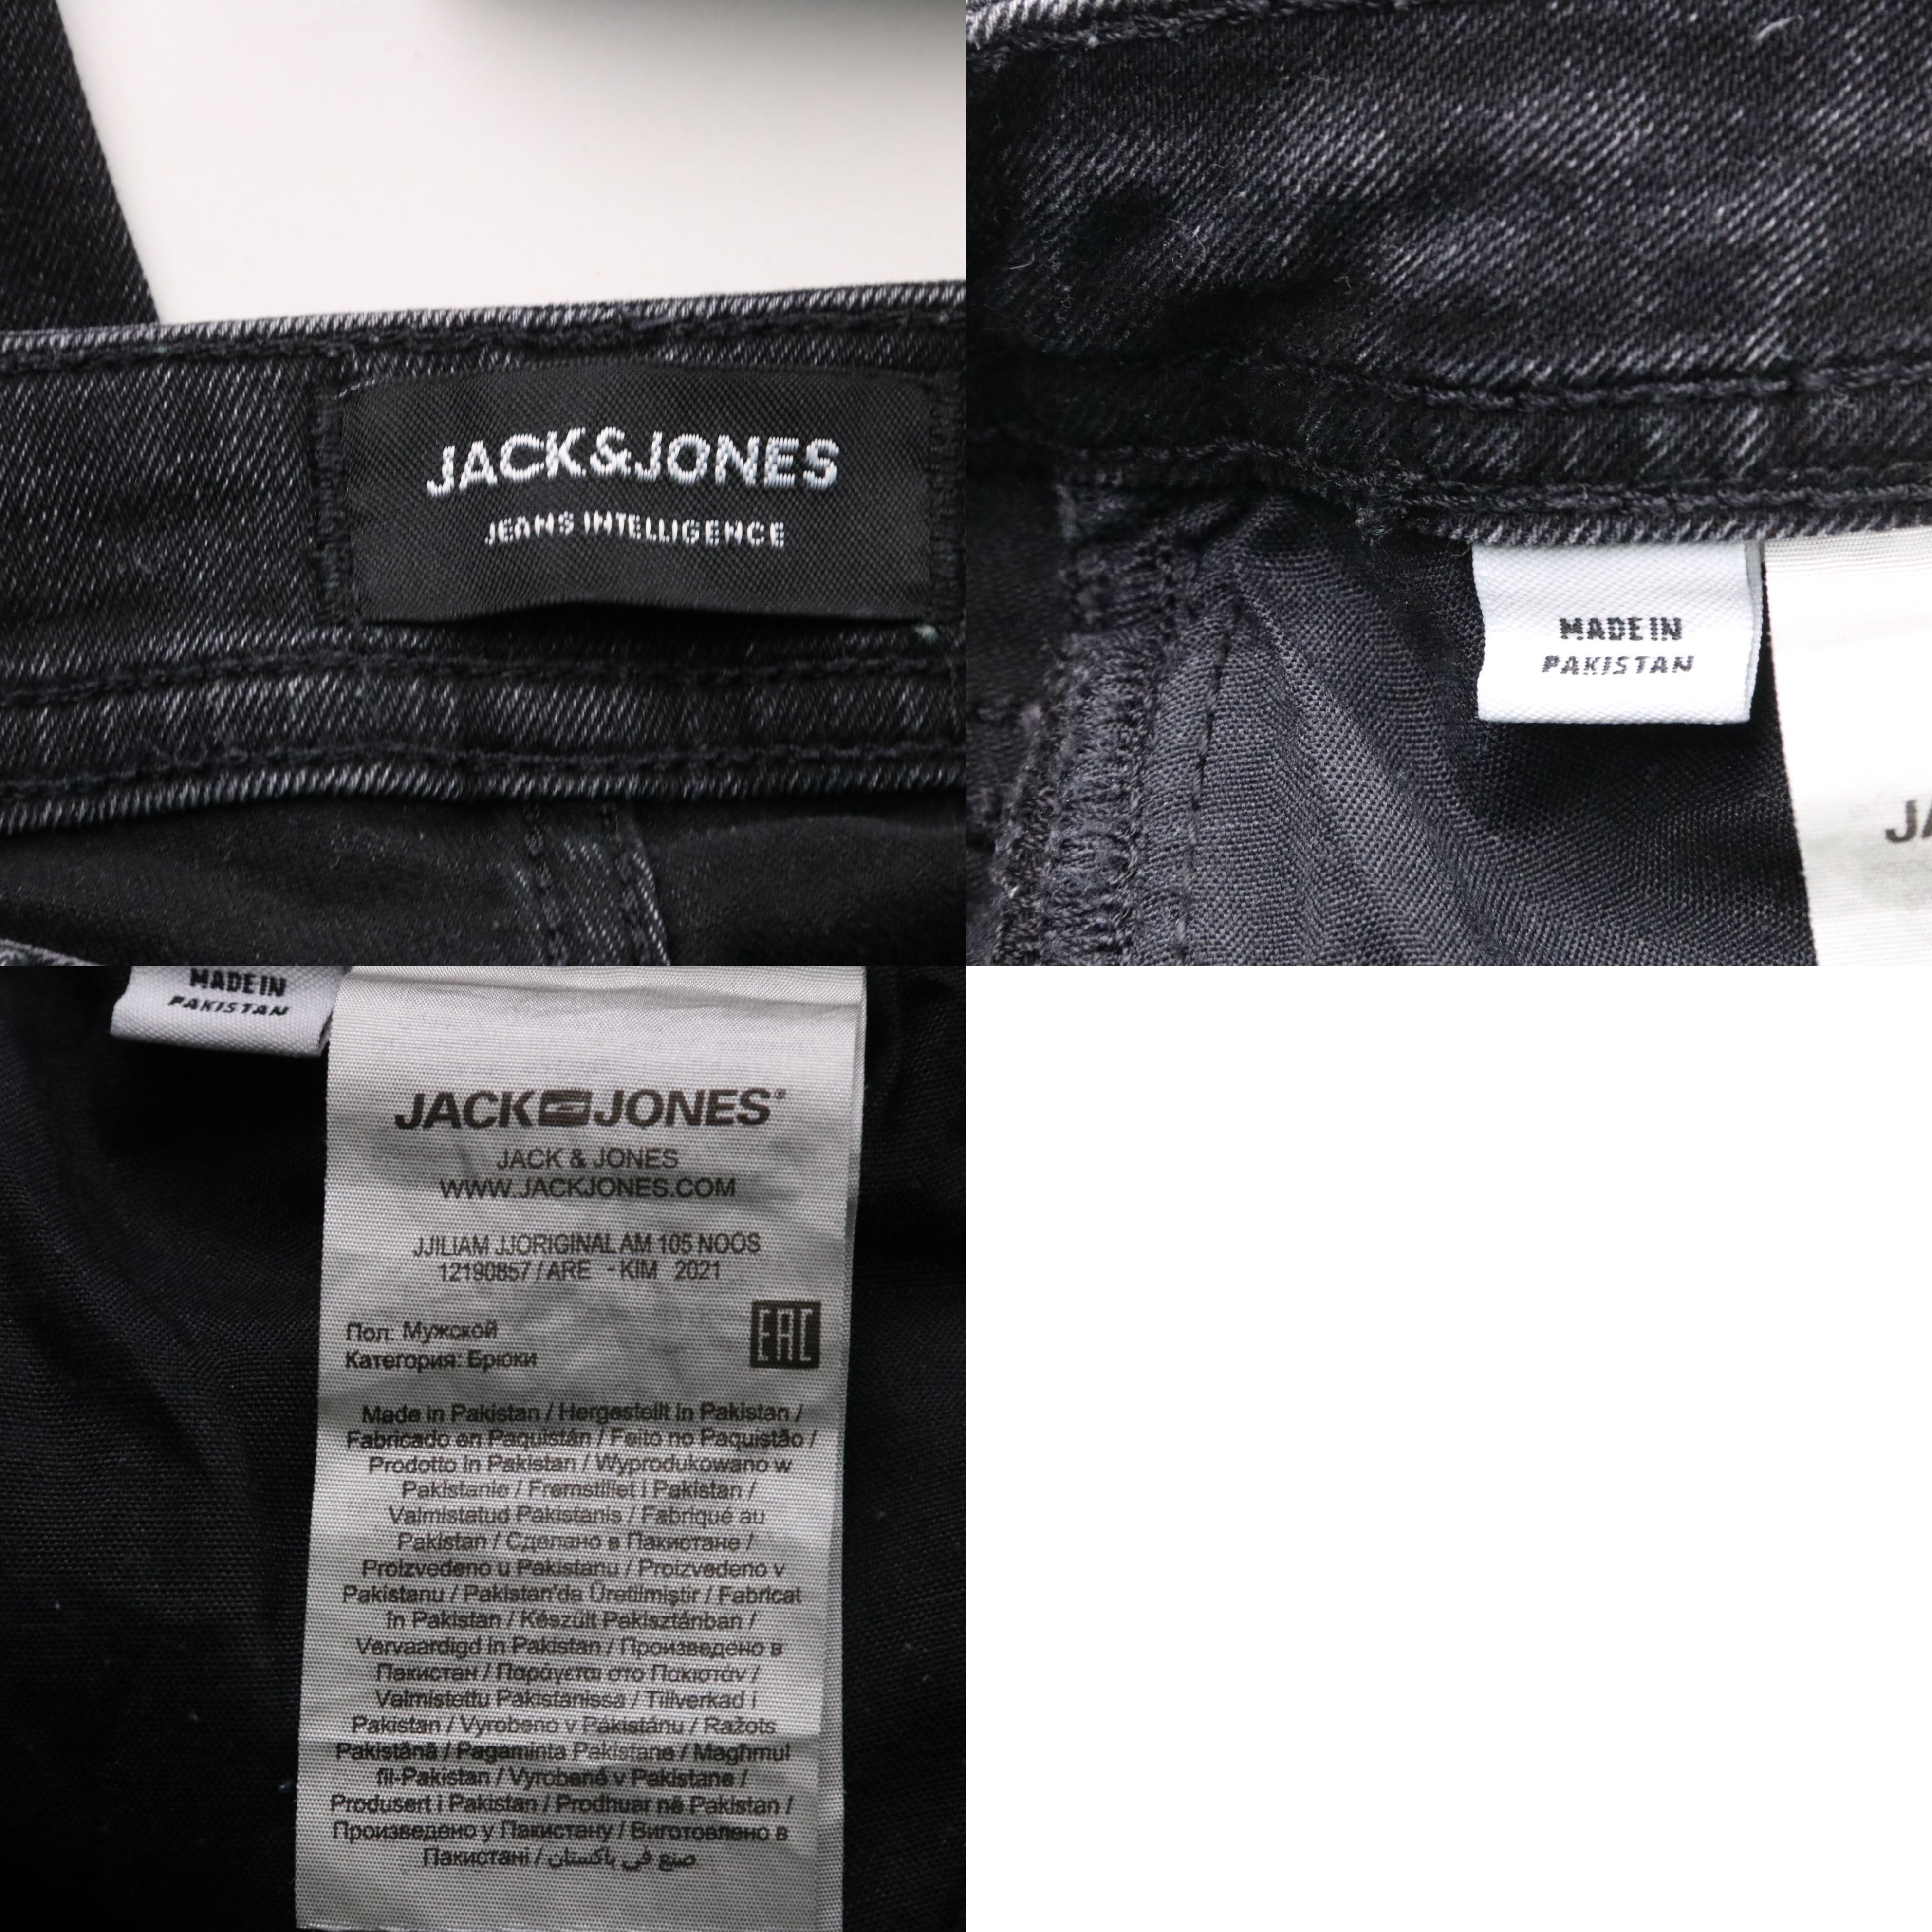 JACK&JONES
JEANS INTELLIGENCE
MADE IN
PAKISTAN
JA
MADE IN
PAKISTAN
JACK JONES®
JACK & JONES
WWW.JACKJONES.COM
JJILIAM JJORIGINAL AM 105 NOOS
12190857 / ARE - KIM 2021
Пол: Мужской
Категория: Брюки
EAC
Made in Pakistan / Hergestellt in Pakistan /
Fabricado en Paquistán / Feito no Paquistão /
Prodotto in Pakistan / Wyprodukowano w
Pakistanie / Fremstillet i Pakistan /
Valmistatud Pakistanis / Fabriqué au
Pakistan / Сделано в Пакистане /
Proizvedeno u Pakistanu / Proizvedeno v
Pakistanu / Pakistan'da Üretilmiştir / Fabricat
în Pakistan / Készült Pakisztánban /
Vervaardigd in Pakistan / Произведено в
Пакистан / Παράγεται στο Πακιστάν /
Valmistettu Pakistanissa / Tillverkad i
Pakistan / Vyrobeno v Pákistánu / Ražots
Pakistānā / Pagaminta Pakistane / Magħmul
fil-Pakistan / Vyrobené v Pakistane /
Produsert i Pakistan / Prodhuar në Pakistan /
Произведено у Пакистану / Виготовлено в
Пакистані / صنع في باكستان